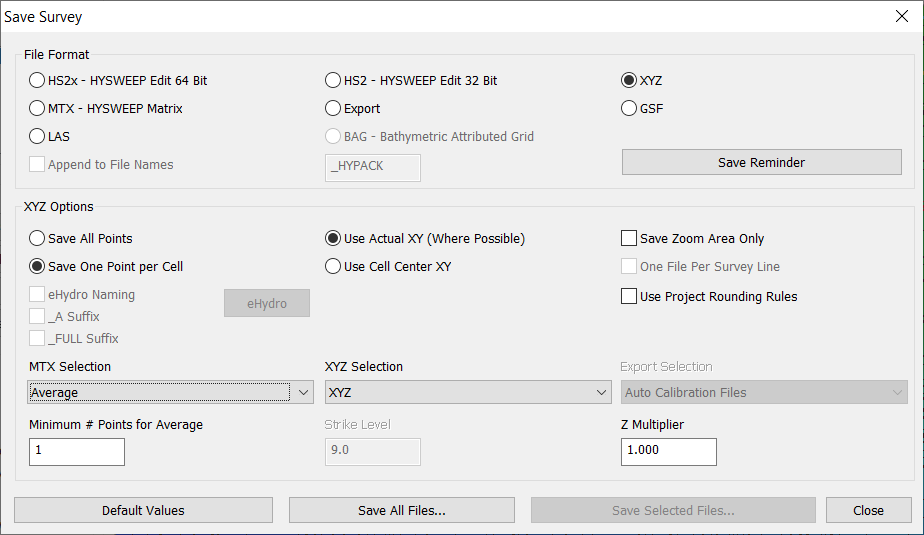 Save Survey
File Format
HS2x - HYSWEEP Edit 64 Bit
HS2 - HYSWEEP Edit 32 Bit
XYZ
MTX - HYSWEEP Matrix
Export
GSF
LAS
BAG - Bathymetric Attributed Grid
Append to File Names
_HYPACK
Save Reminder
XYZ Options
Save All Points
Use Actual XY (Where Possible)
Save Zoom Area Only
Save One Point per Cell
Use Cell Center XY
One File Per Survey Line
eHydro Naming
eHydro
Use Project Rounding Rules
_A Suffix
_FULL Suffix
MTX Selection
XYZ Selection
Export Selection
Average
XYZ
Auto Calibration Files
Minimum # Points for Average
Strike Level
Z Multiplier
1
9.0
1.000
Default Values
Save All Files...
Save Selected Files...
Close